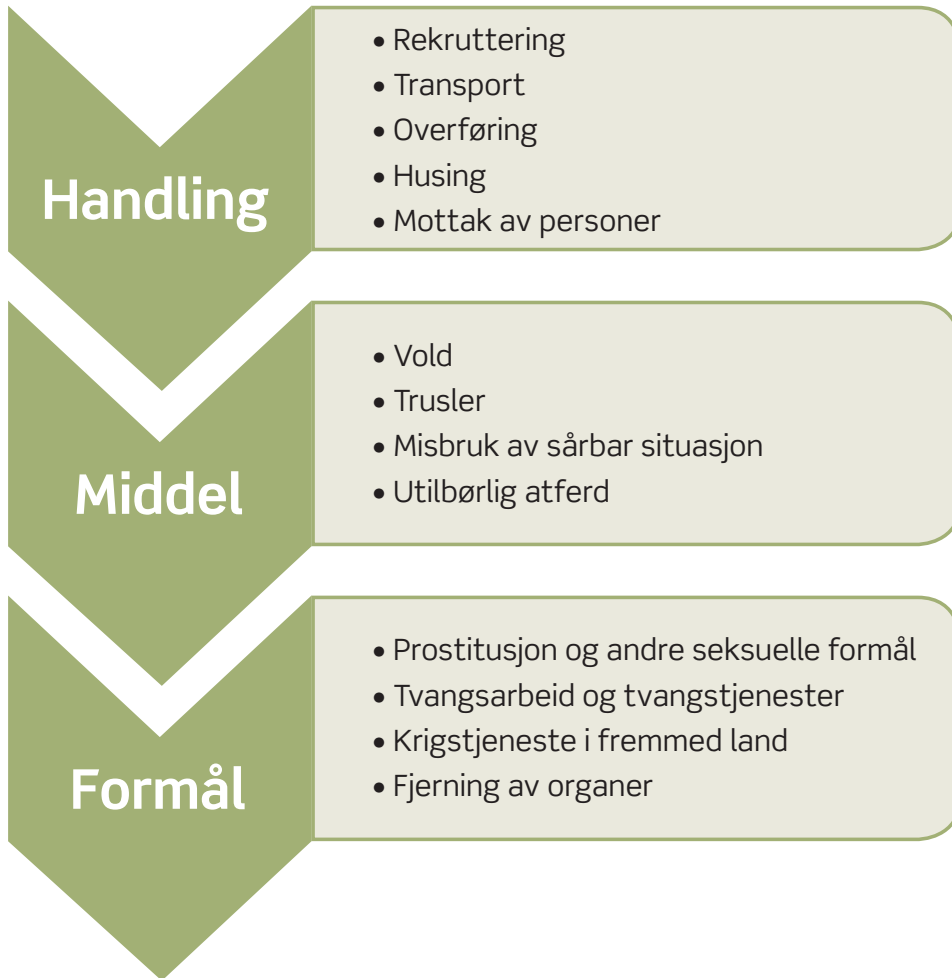 Handling
• Rekruttering
• Transport
• Overføring
• Husing
• Mottak av personer
Middel
• Vold
• Trusler
• Misbruk av sårbar situasjon
• Utilbørlig atferd
Formål
• Prostitusjon og andre seksuelle formål
• Tvangsarbeid og tvangstjenester
• Krigstjeneste i fremmed land
• Fjerning av organer